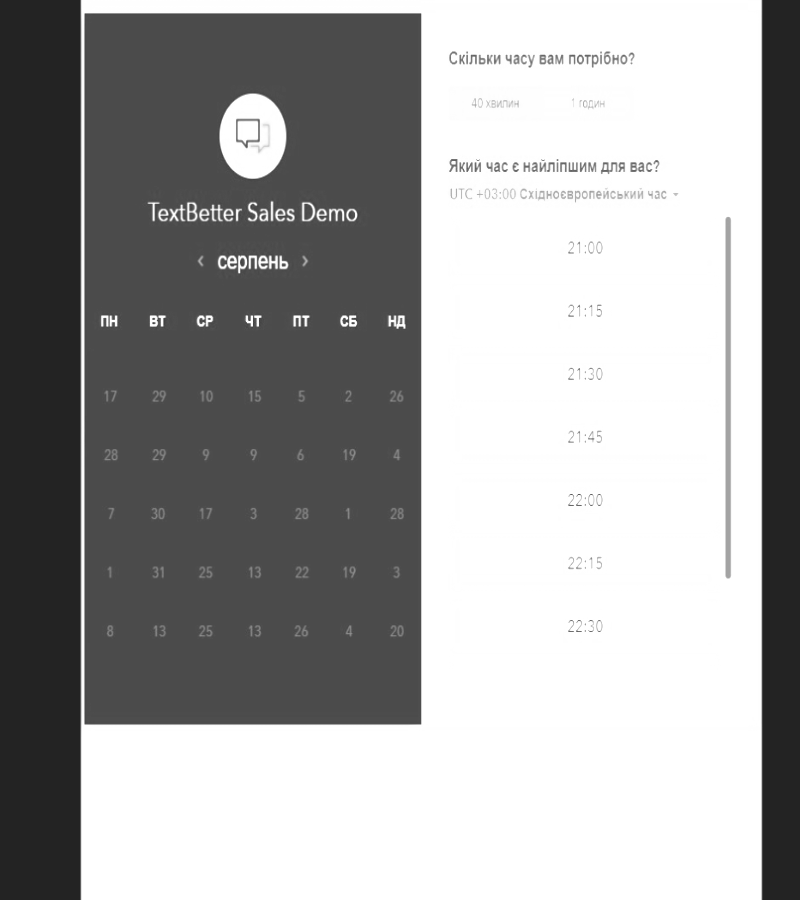 TextBetter Sales Demo
‹ серпень ›
ПН ВТ СР ЧТ ПТ СБ НД
17 29 10 15 5 2 26
28 29 9 9 6 19 4
7 30 17 3 28 1 28
1 31 25 13 22 19 3
8 13 25 13 26 4 20
Скільки часу вам потрібно?
40 хвилин 1 годин
Який час є найліпшим для вас?
UTC +03:00 Східноєвропейський час
21:00
21:15
21:30
21:45
22:00
22:15
22:30